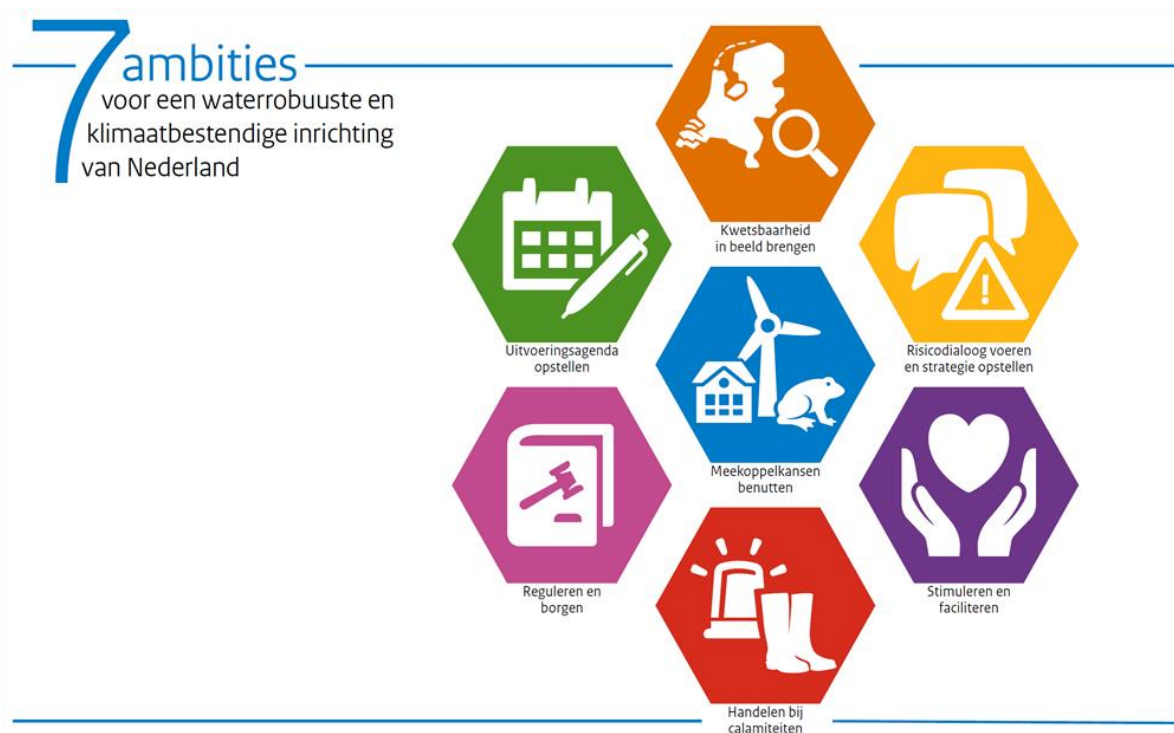 7 ambities
voor een waterrobuuste en
klimaatbestendige inrichting
van Nederland
Kwetsbaarheid
in beeld brengen
Uitvoeringsagenda
opstellen
Risicodialoog voeren
en strategie opstellen
Meekoppelkansen
benutten
Reguleren en
borgen
Stimuleren en
faciliteren
Handelen bij
calamiteiten